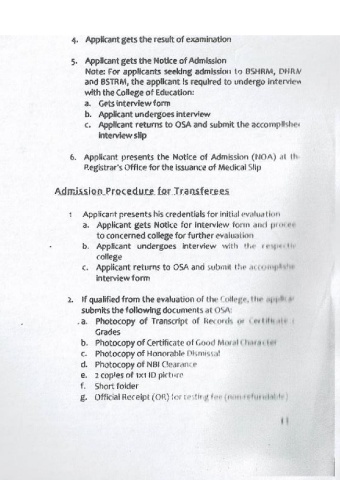 4. Applicant gets the result of examination
5. Applicant gets the Notice of Admission
Note: For applicants seeking admission to BSHRM, DHRM
and BSTRM, the applicant is required to undergo interview
with the College of Education:
a. Gets interview form
b. Applicant undergoes interview
c. Applicant returns to OSA and submit the accomplishe
interview slip
6. Applicant presents the Notice of Admission (NOA) at th
Registrar's Office for the issuance of Medical Slip
Admission Procedure for Transferees
1 Applicant presents his credentials for initial evaluation
a. Applicant gets Notice for interview form and procee
to concerned college for further evaluation
b. Applicant undergoes interview with the respectiv
college
c. Applicant returns to OSA and submit the accomplishe
interview form
2. If qualified from the evaluation of the College, the applicar
submits the following documents at OSA:
a. Photocopy of Transcript of Records or Certificate
Grades
b. Photocopy of Certificate of Good Moral Character
c. Photocopy of Honorable Dismissal
d. Photocopy of NBI Clearance
e. 2 copies of 1x1 ID picture
f. Short folder
g. Official Receipt (OR) for testing fee (non-refundable)
11